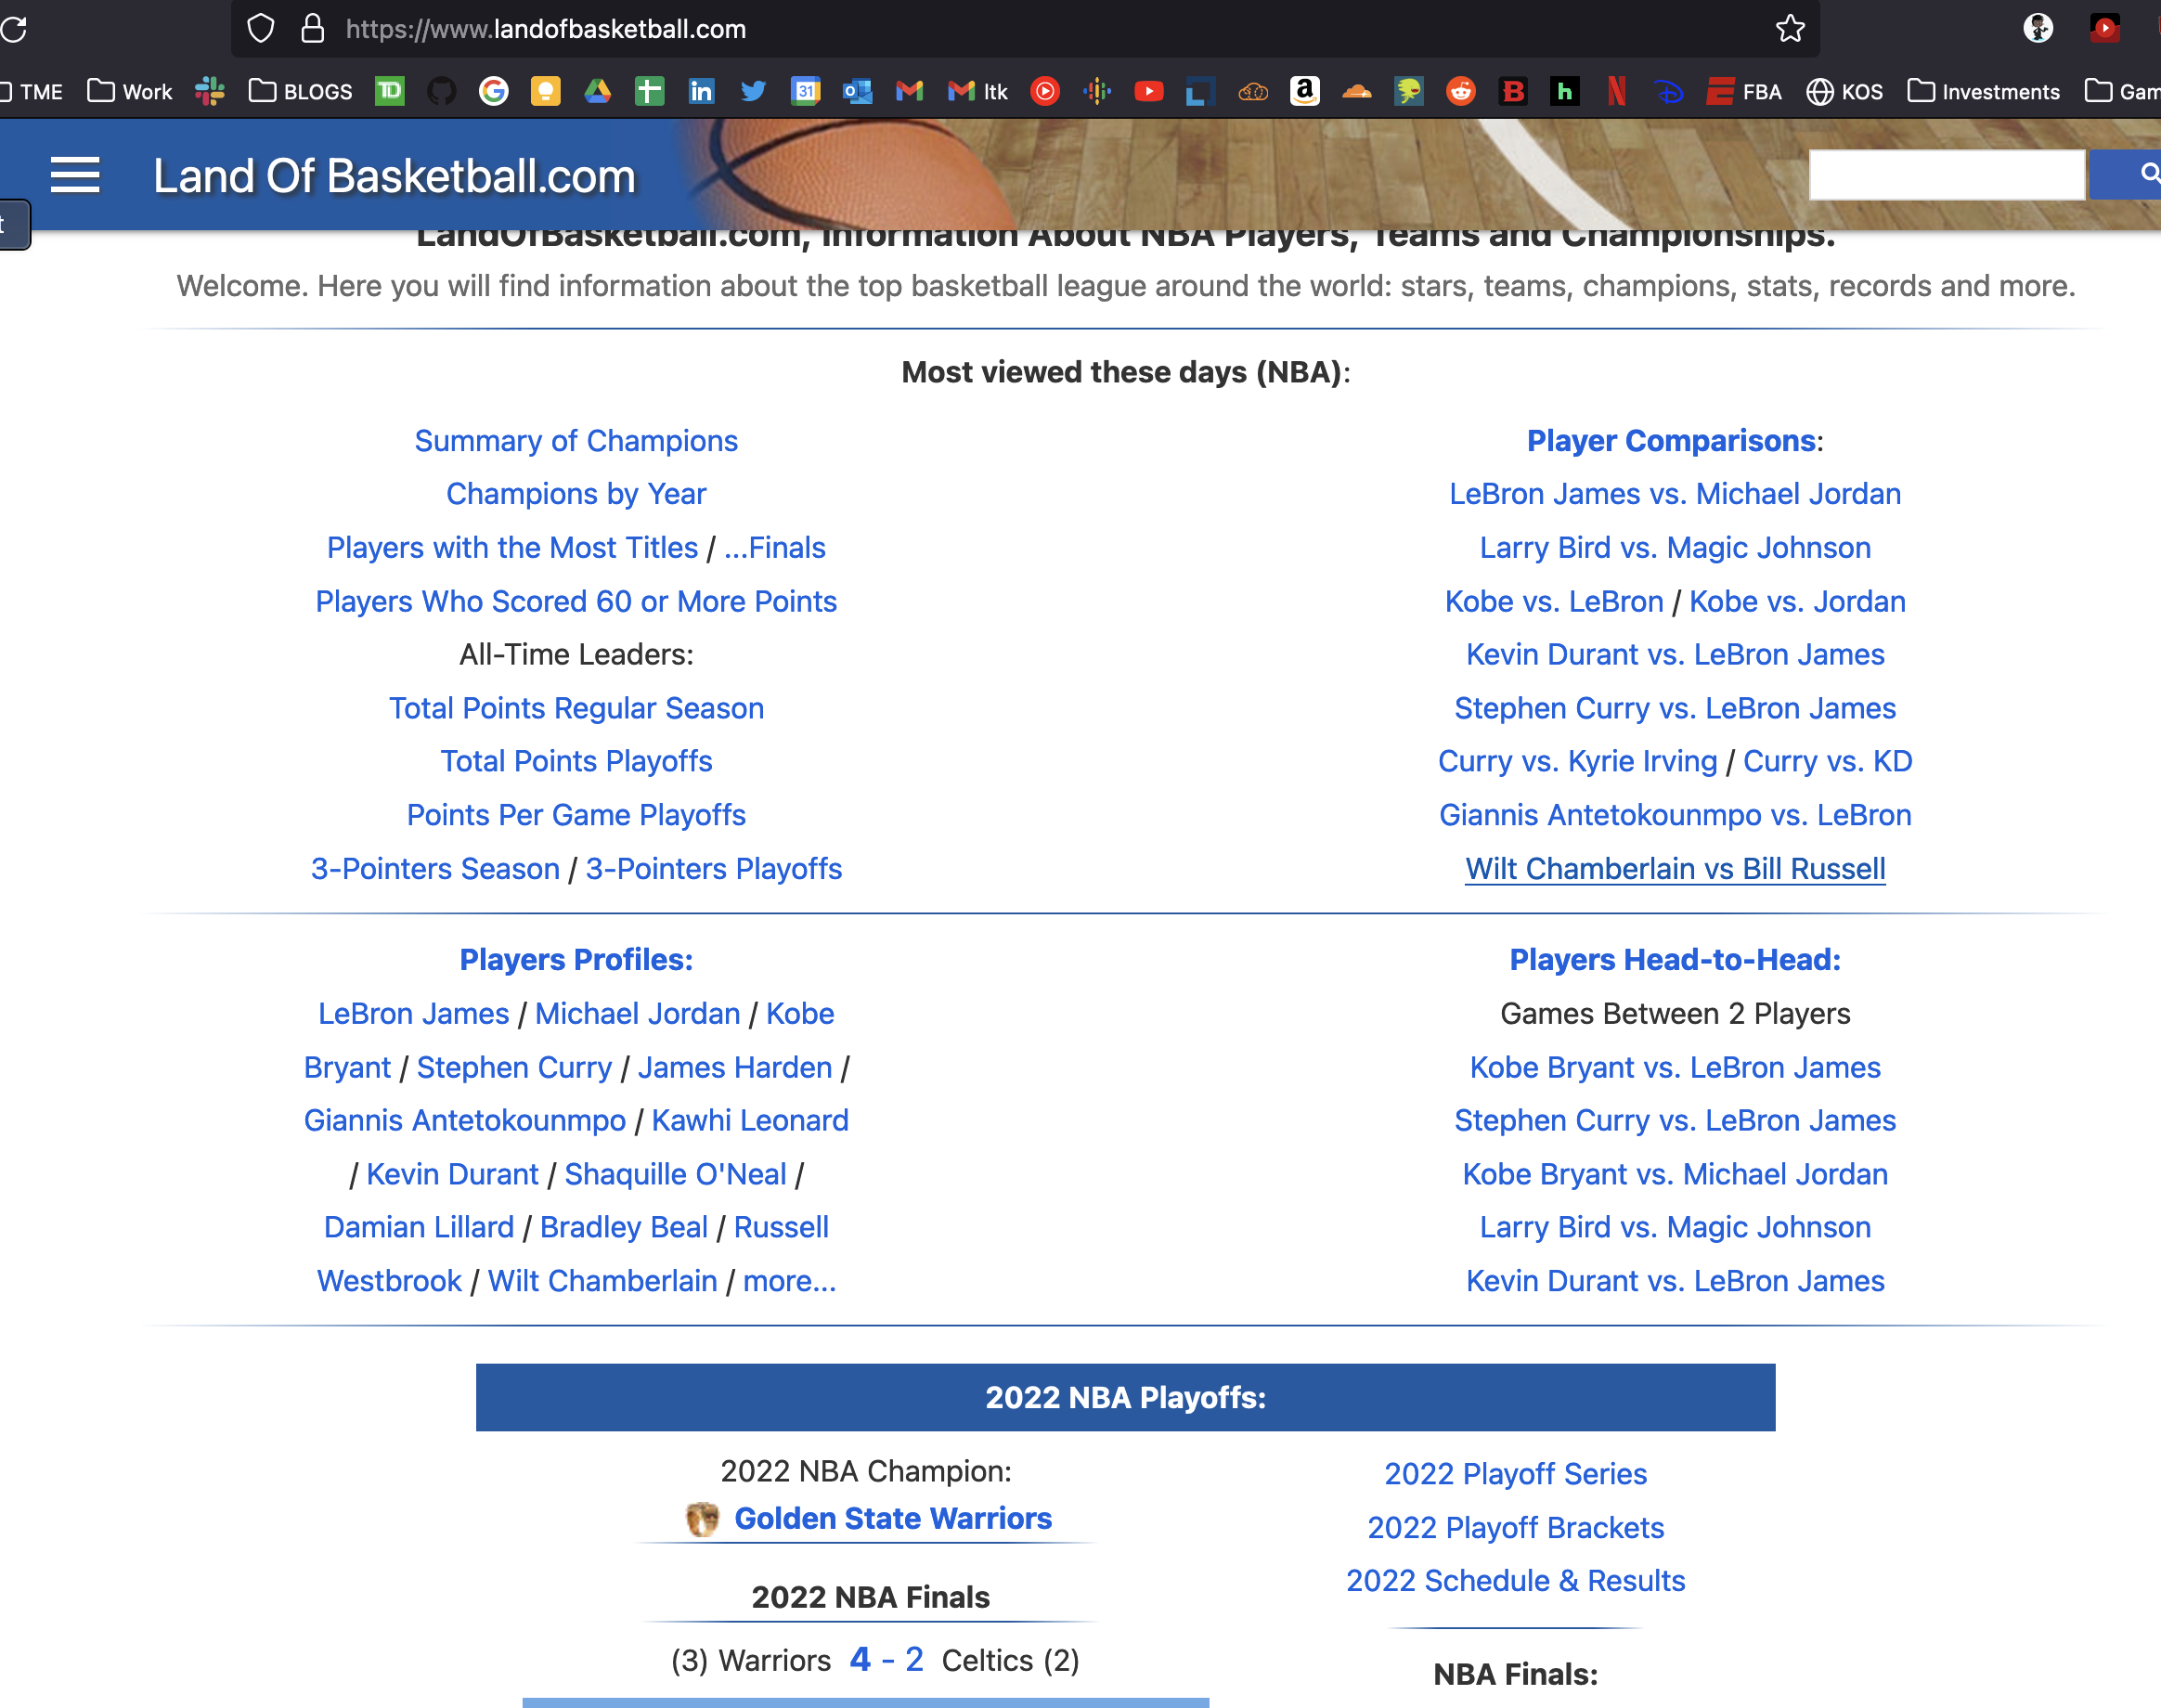 https://www.landofbasketball.com
TME Work BLOGS TD 31 ltk FBA KOS Investments Gam
Land Of Basketball.com
t
LandOfBasketball.com, Information About NBA Players, Teams and Championships.
Welcome. Here you will find information about the top basketball league around the world: stars, teams, champions, stats, records and more.
Most viewed these days (NBA):
Summary of Champions
Champions by Year
Players with the Most Titles / ...Finals
Players Who Scored 60 or More Points
All-Time Leaders:
Total Points Regular Season
Total Points Playoffs
Points Per Game Playoffs
3-Pointers Season / 3-Pointers Playoffs
Player Comparisons:
LeBron James vs. Michael Jordan
Larry Bird vs. Magic Johnson
Kobe vs. LeBron / Kobe vs. Jordan
Kevin Durant vs. LeBron James
Stephen Curry vs. LeBron James
Curry vs. Kyrie Irving / Curry vs. KD
Giannis Antetokounmpo vs. LeBron
Wilt Chamberlain vs Bill Russell
Players Profiles:
LeBron James / Michael Jordan / Kobe
Bryant / Stephen Curry / James Harden /
Giannis Antetokounmpo / Kawhi Leonard
/ Kevin Durant / Shaquille O'Neal /
Damian Lillard / Bradley Beal / Russell
Westbrook / Wilt Chamberlain / more...
Players Head-to-Head:
Games Between 2 Players
Kobe Bryant vs. LeBron James
Stephen Curry vs. LeBron James
Kobe Bryant vs. Michael Jordan
Larry Bird vs. Magic Johnson
Kevin Durant vs. LeBron James
2022 NBA Playoffs:
2022 NBA Champion:
Golden State Warriors
2022 NBA Finals
(3) Warriors 4 - 2 Celtics (2)
2022 Playoff Series
2022 Playoff Brackets
2022 Schedule & Results
NBA Finals: